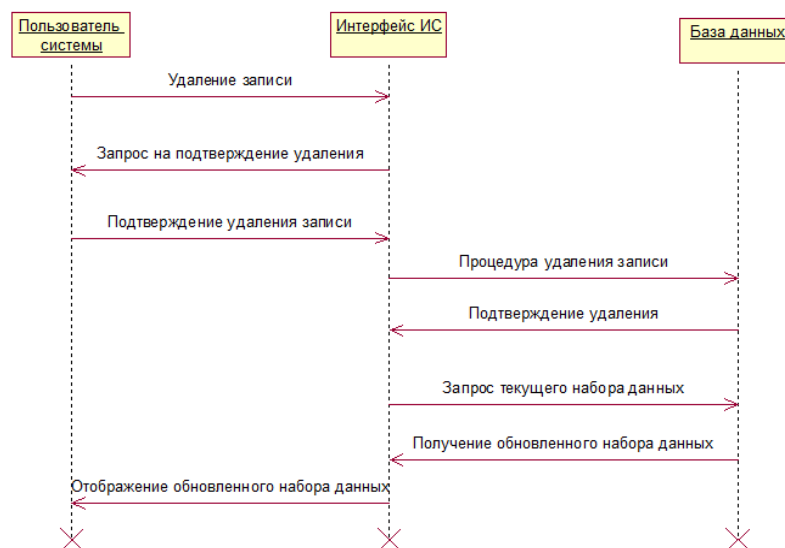 Пользователь
системы
Интерфейс ИС
База данных
Удаление записи
Запрос на подтверждение удаления
Подтверждение удаления записи
Процедура удаления записи
Подтверждение удаления
Запрос текущего набора данных
Получение обновленного набора данных
Отображение обновленного набора данных